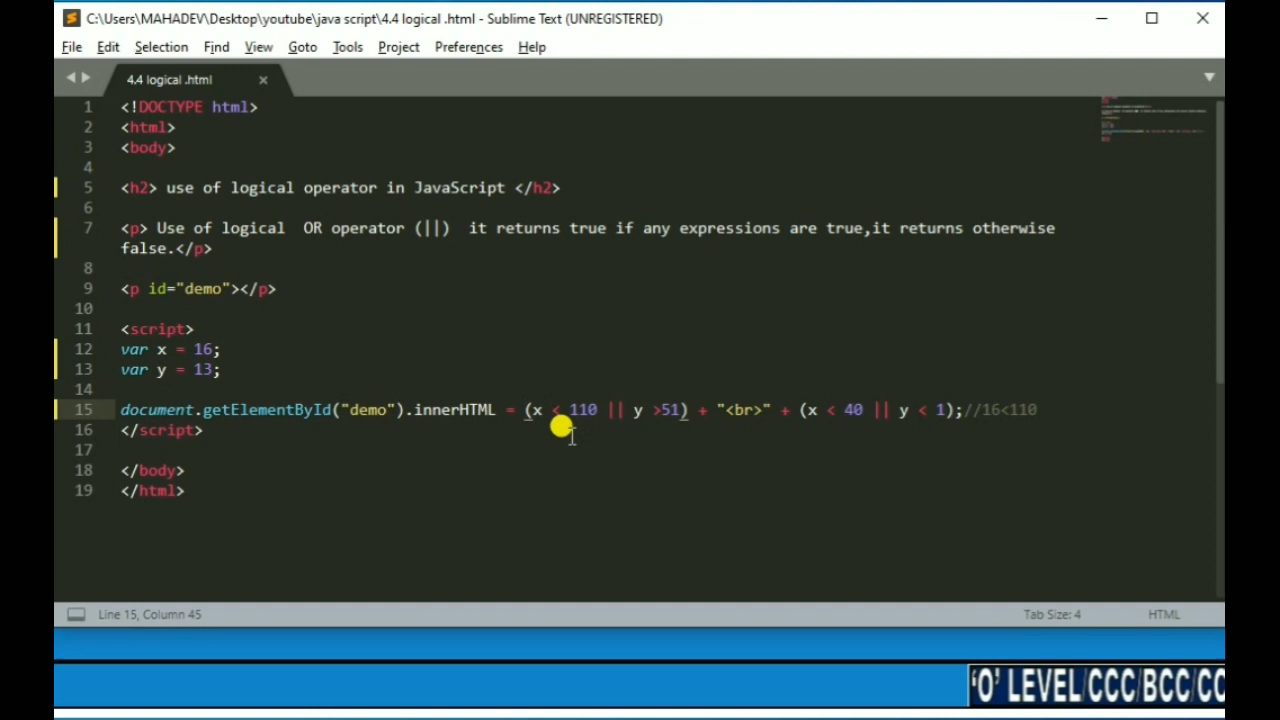 C:\Users\MAHADEV\Desktop\youtube\java script\4.4 logical .html - Sublime Text (UNREGISTERED)
File Edit Selection Find View Goto Tools Project Preferences Help
4.4 logical .html
1 <!DOCTYPE html>
2 <html>
3 <body>
4
5 <h2> use of logical operator in JavaScript </h2>
6
7 <p> Use of logical  OR operator (||)  it returns true if any expressions are true,it returns otherwise
false.</p>
8
9 <p id="demo"></p>
10
11 <script>
12 var x = 16;
13 var y = 13;
14
15 document.getElementById("demo").innerHTML = (x < 110 || y >51) + "<br>" + (x < 40 || y < 1);//16<110
16 </script>
17
18 </body>
19 </html>
Line 15, Column 45 Tab Size: 4 HTML
'O' LEVEL/CCC/BCC/CC